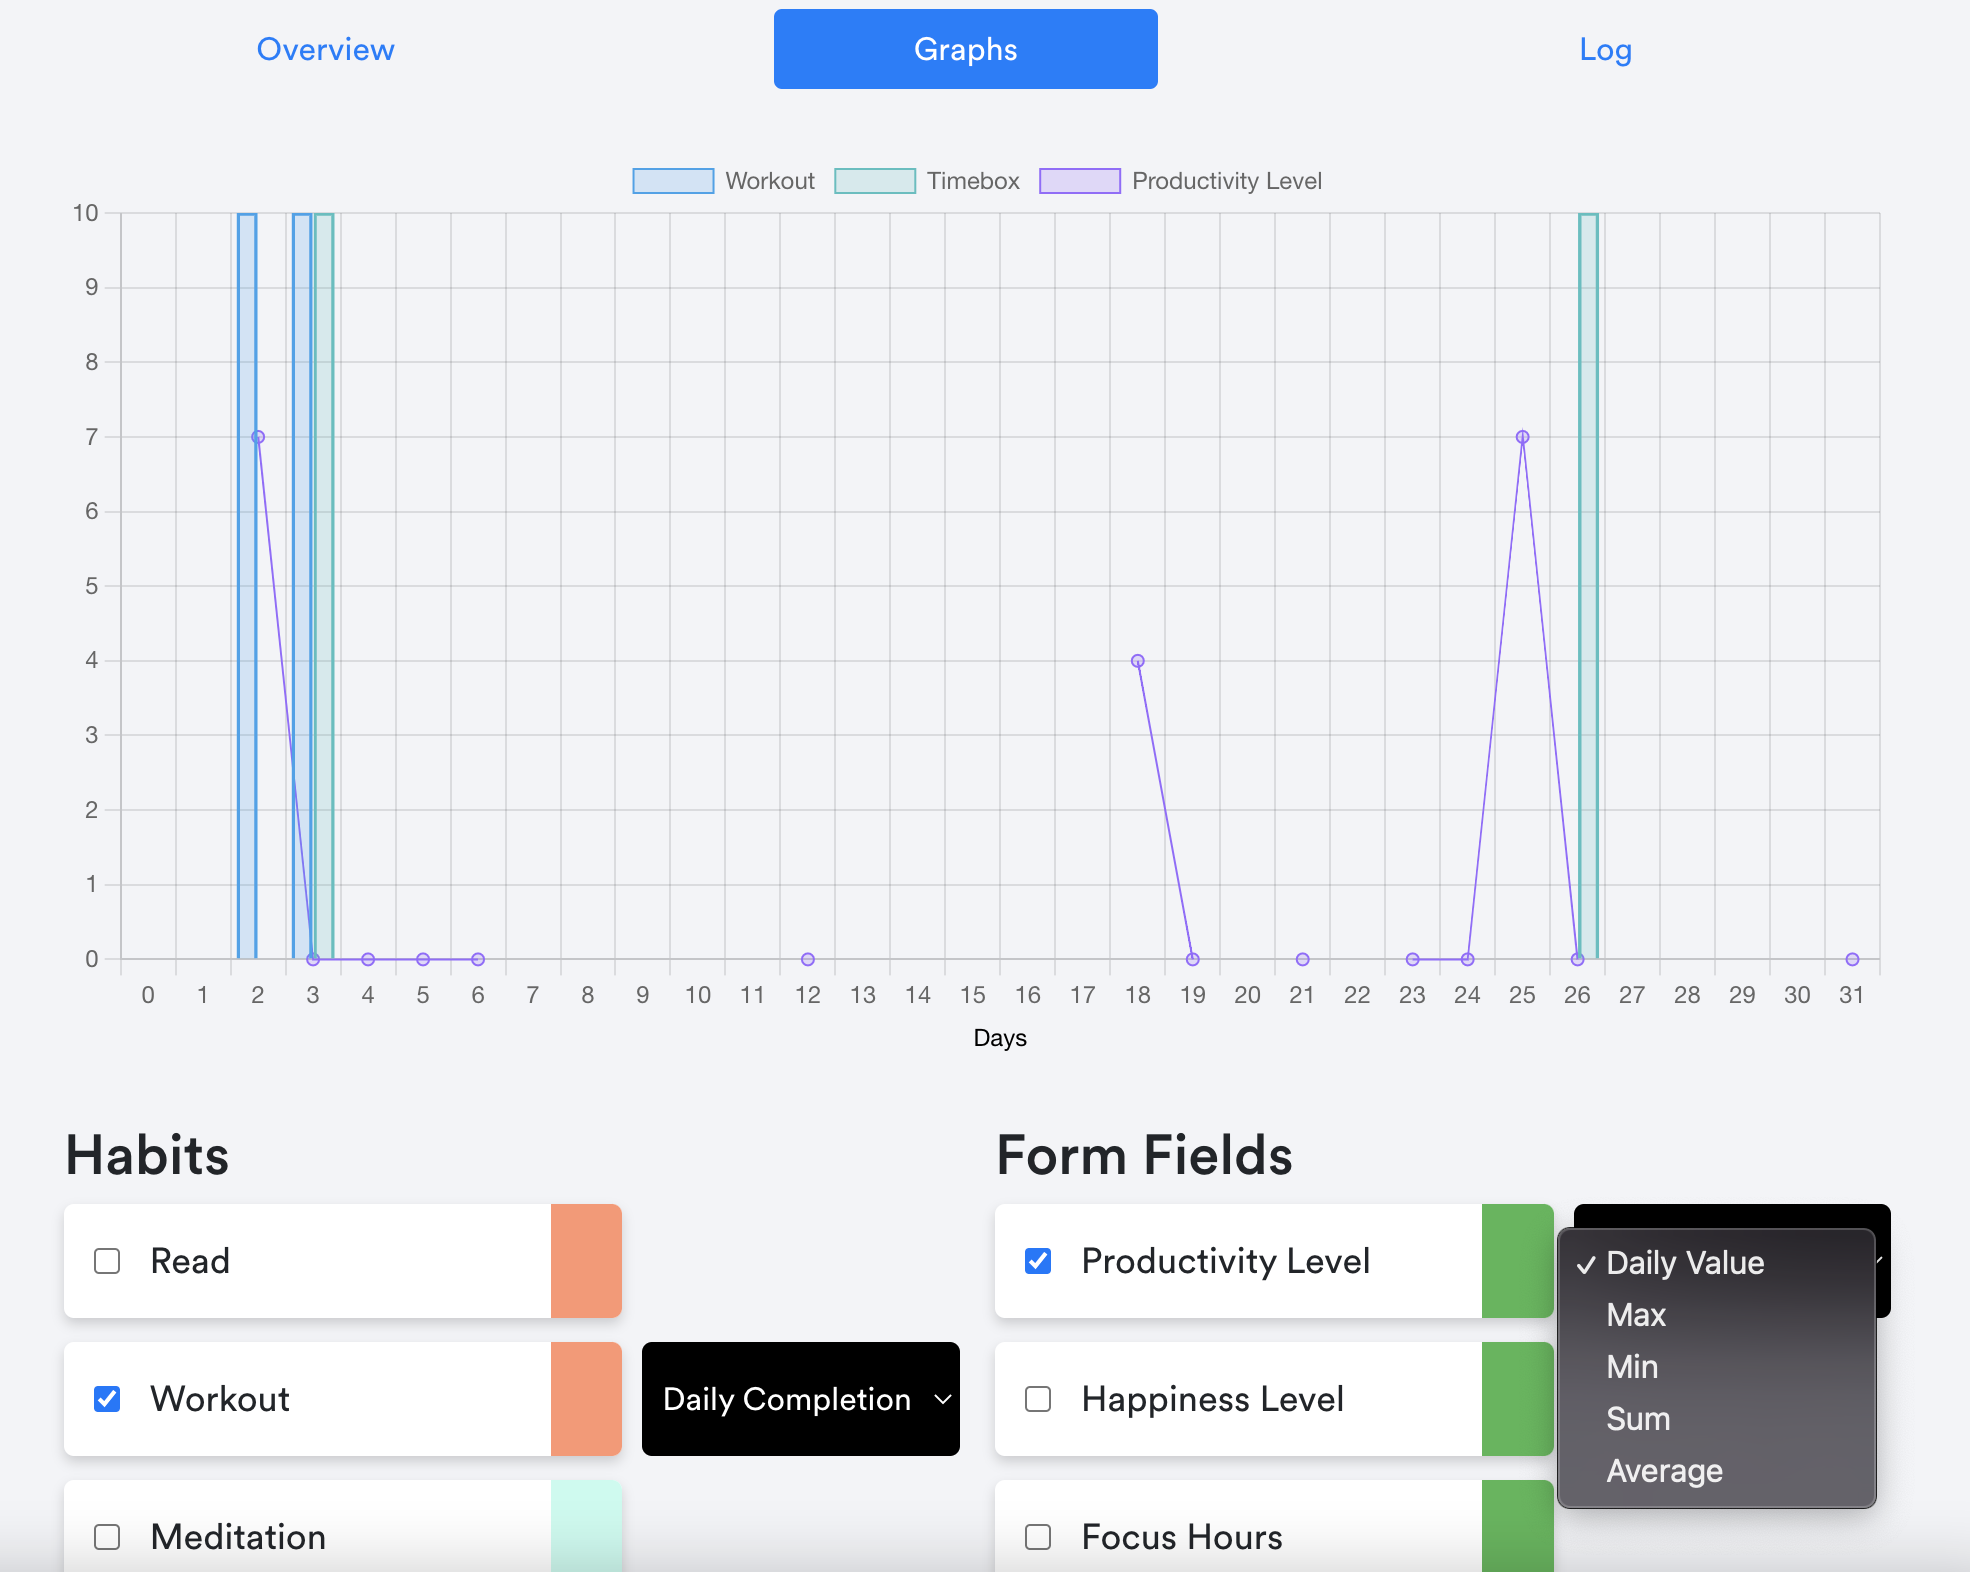 Overview Graphs Log
Workout Timebox Productivity Level
10
9
8
7
6
5
4
3
2
1
0
0 1 2 3 4 5 6 7 8 9 10 11 12 13 14 15 16 17 18 19 20 21 22 23 24 25 26 27 28 29 30 31
Days
Habits
Read
Workout
Daily Completion
Meditation
Form Fields
Productivity Level
Happiness Level
Focus Hours
Daily Value
Max
Min
Sum
Average